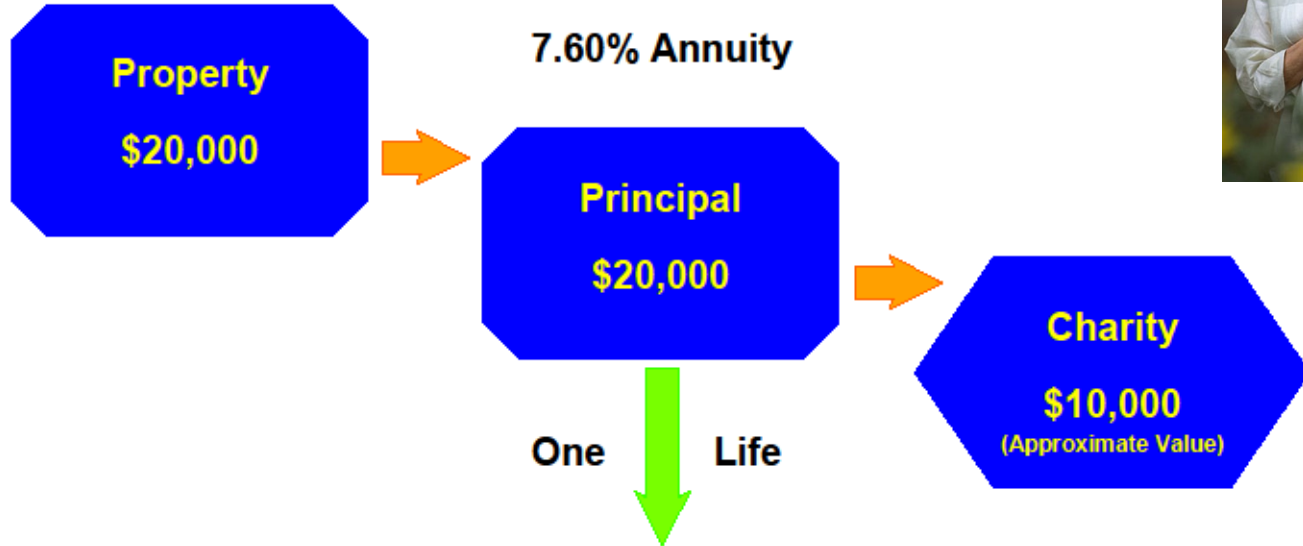 7.60% Annuity
Property
$20,000
Principal
$20,000
Charity
$10,000
(Approximate Value)
One Life